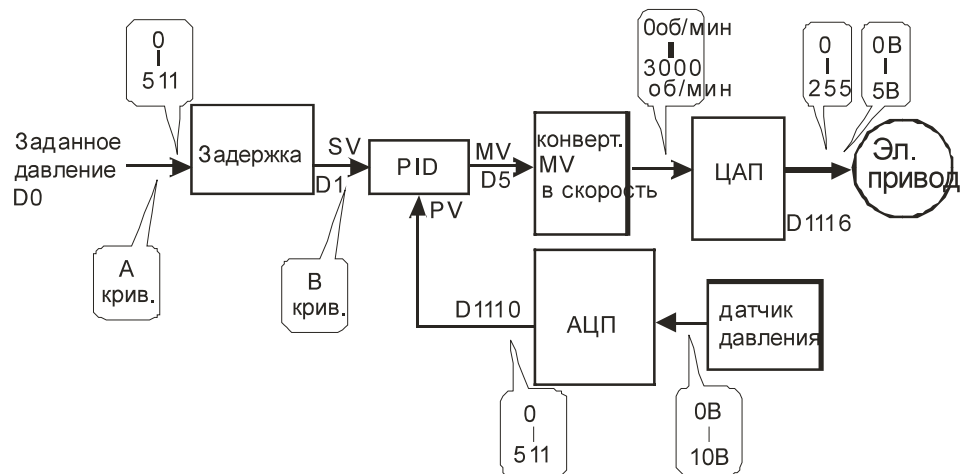 0
511
Заданное
давление
D0
А
крив.
Задержка
SV
D1
В
крив.
PID
PV
MV
D5
конверт.
MV
в скорость
0об/мин
3000
об/мин
ЦАП
D1116
0
255
0В
5В
Эл.
привод
D1110
0
511
АЦП
0В
10В
датчик
давления